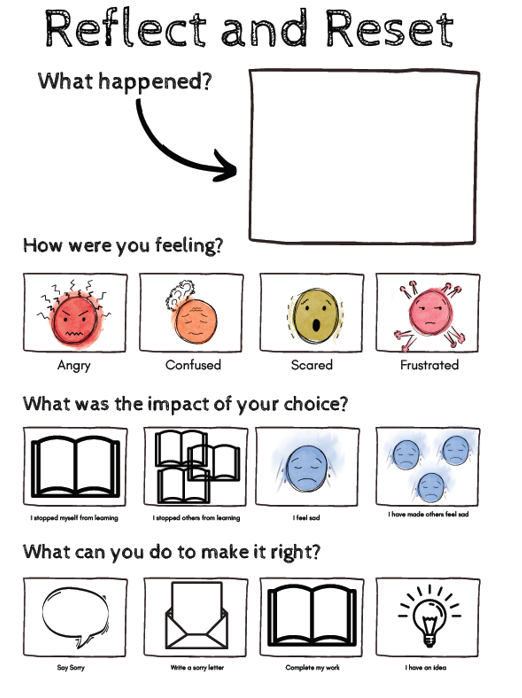 Reflect and Reset
What happened?
How were you feeling?
Angry
Confused
Scared
Frustrated
What was the impact of your choice?
I stopped myself from learning
I stopped others from learning
I feel sad
I have made others feel sad
What can you do to make it right?
Say Sorry
Write a sorry letter
Complete my work
I have an idea